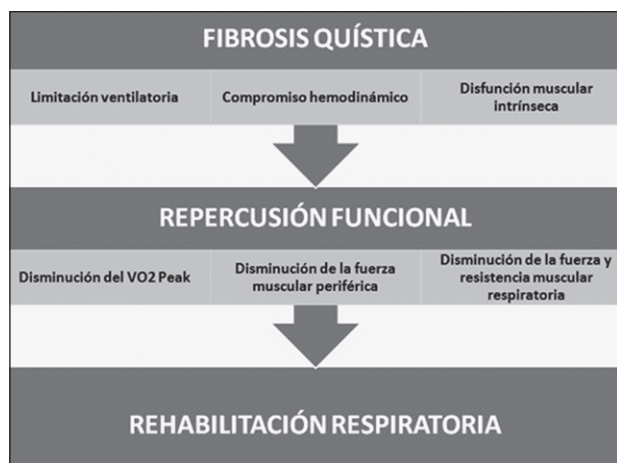 FIBROSIS QUÍSTICA
Limitación ventilatoria
Compromiso hemodinámico
Disfunción muscular
intrínseca
REPERCUSIÓN FUNCIONAL
Disminución del VO2 Peak
Disminución de la fuerza
muscular periférica
Disminución de la fuerza y
resistencia muscular
respiratoria
REHABILITACIÓN RESPIRATORIA